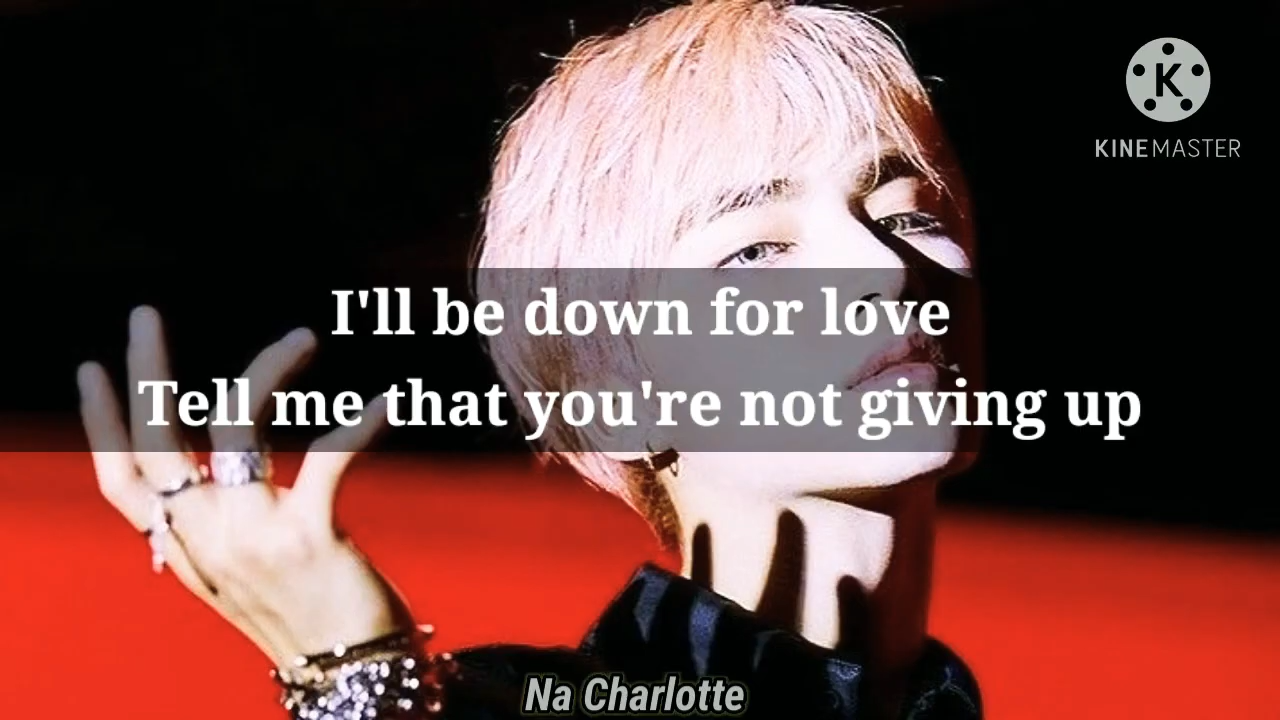 K
KINEMASTER
I'll be down for love
Tell me that you're not giving up
Na Charlotte